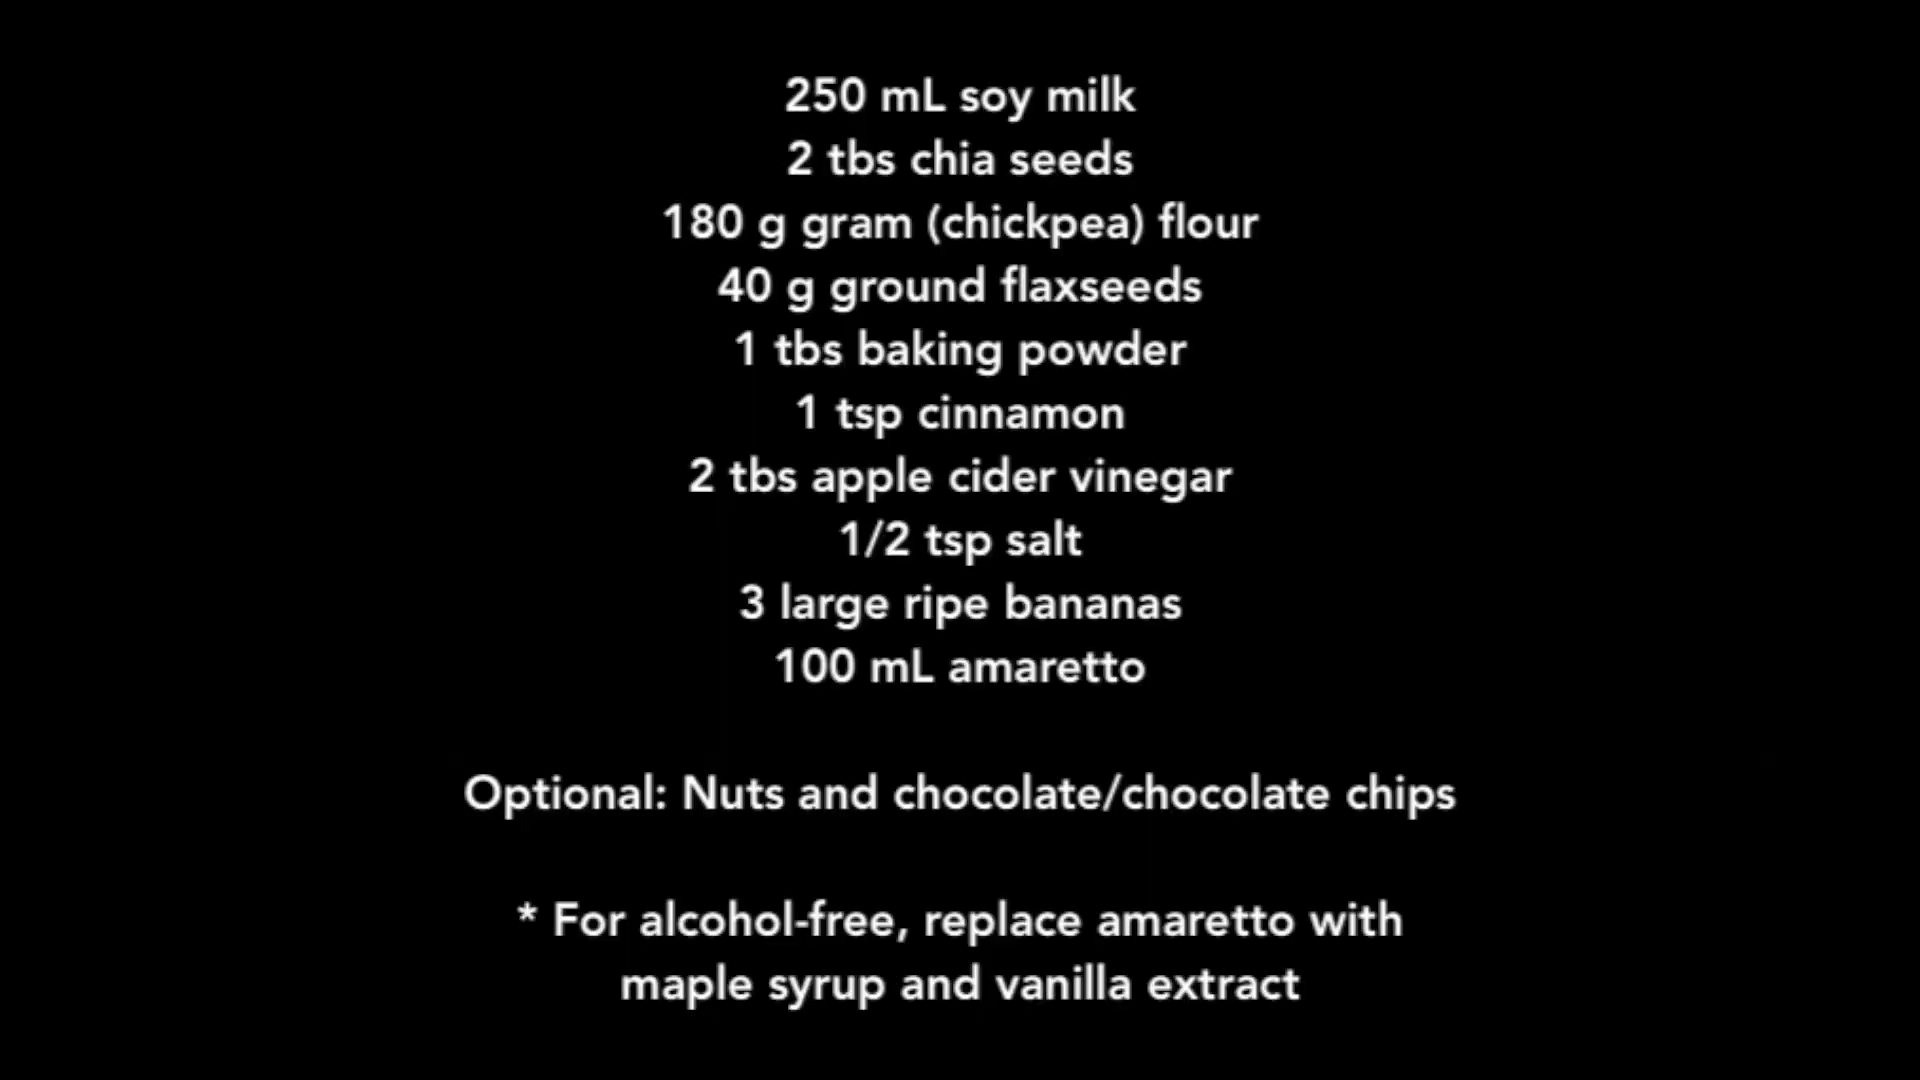 250 mL soy milk
2 tbs chia seeds
180 g gram (chickpea) flour
40 g ground flaxseeds
1 tbs baking powder
1 tsp cinnamon
2 tbs apple cider vinegar
1/2 tsp salt
3 large ripe bananas
100 mL amaretto
Optional: Nuts and chocolate/chocolate chips
* For alcohol-free, replace amaretto with
maple syrup and vanilla extract